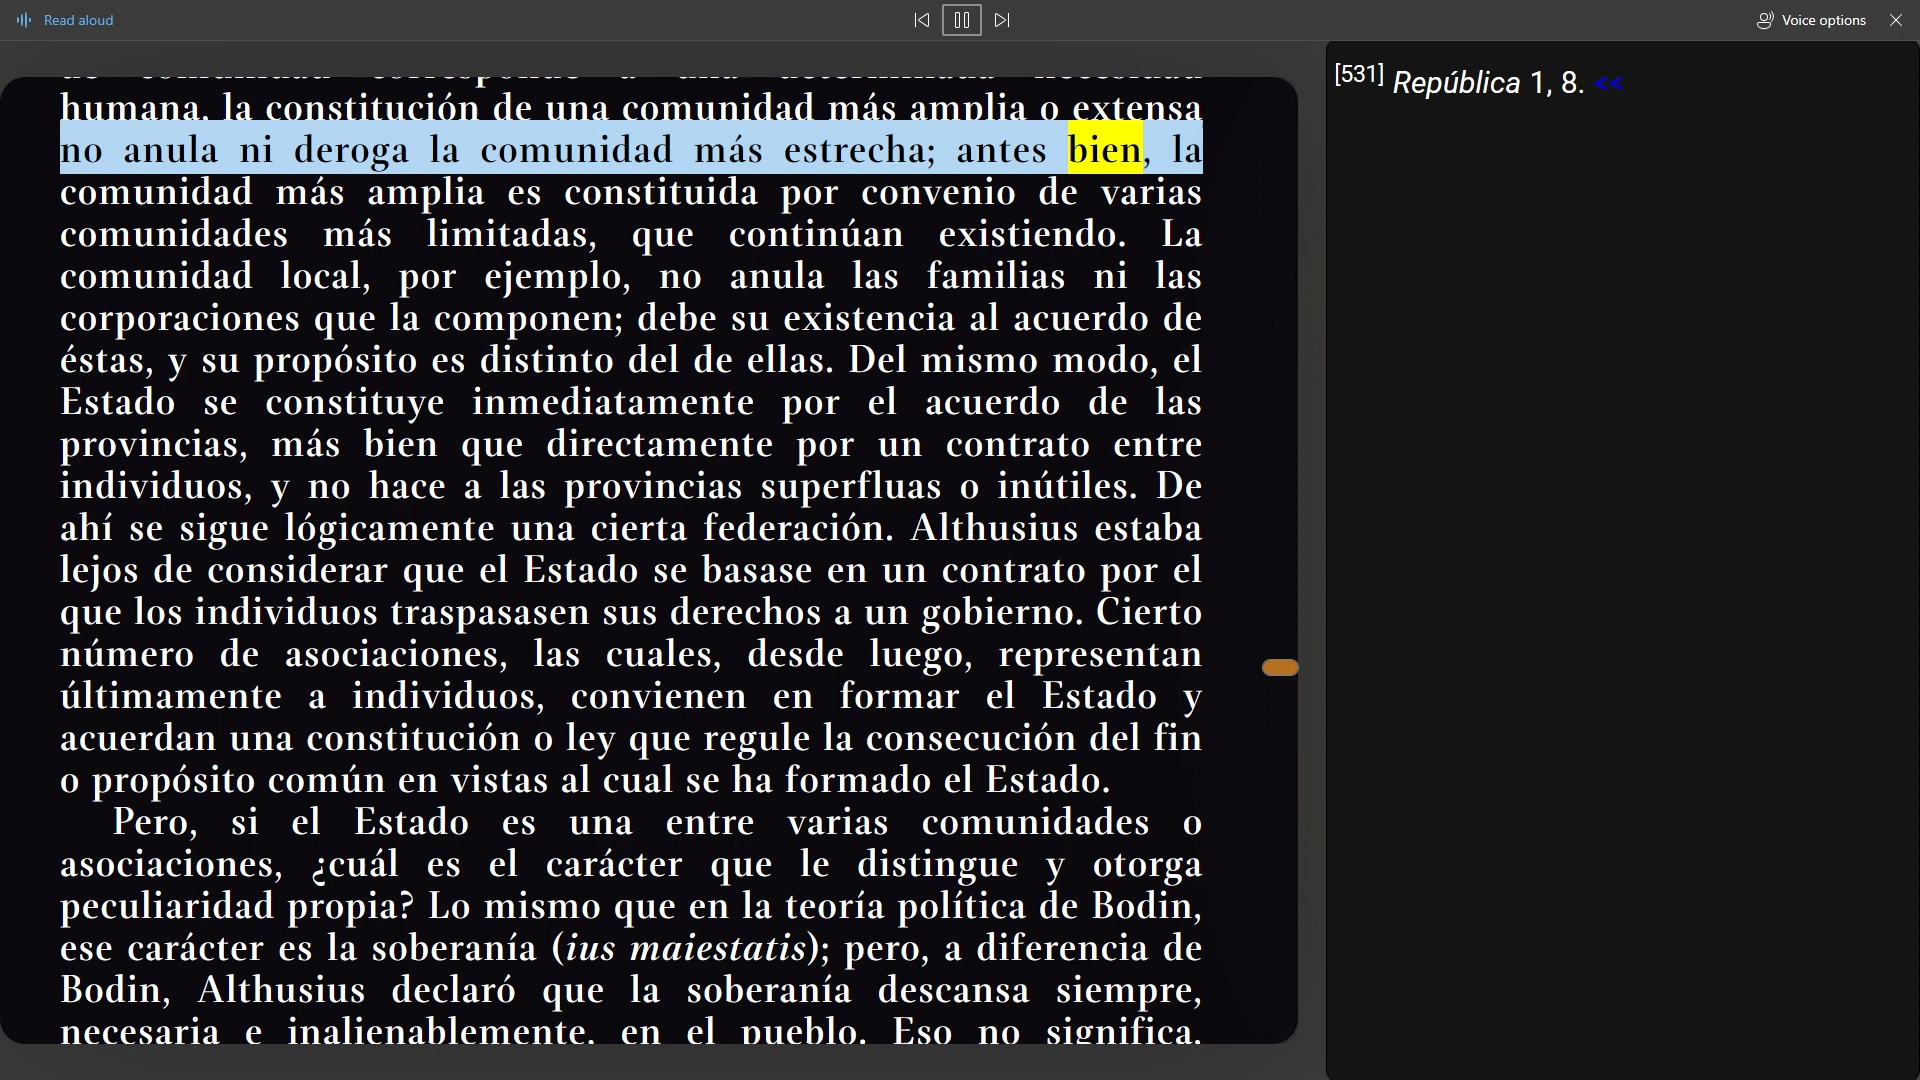 Read aloud
Voice options
de comunidad corresponde a una determinada necesidad
humana, la constitución de una comunidad más amplia o extensa
no anula ni deroga la comunidad más estrecha; antes bien, la
comunidad más amplia es constituida por convenio de varias
comunidades más limitadas, que continúan existiendo. La
comunidad local, por ejemplo, no anula las familias ni las
corporaciones que la componen; debe su existencia al acuerdo de
éstas, y su propósito es distinto del de ellas. Del mismo modo, el
Estado se constituye inmediatamente por el acuerdo de las
provincias, más bien que directamente por un contrato entre
individuos, y no hace a las provincias superfluas o inútiles. De
ahí se sigue lógicamente una cierta federación. Althusius estaba
lejos de considerar que el Estado se basase en un contrato por el
que los individuos traspasasen sus derechos a un gobierno. Cierto
número de asociaciones, las cuales, desde luego, representan
últimamente a individuos, convienen en formar el Estado y
acuerdan una constitución o ley que regule la consecución del fin
o propósito común en vistas al cual se ha formado el Estado.
Pero, si el Estado es una entre varias comunidades o
asociaciones, ¿cuál es el carácter que le distingue y otorga
peculiaridad propia? Lo mismo que en la teoría política de Bodin,
ese carácter es la soberanía (ius maiestatis); pero, a diferencia de
Bodin, Althusius declaró que la soberanía descansa siempre,
necesaria e inalienablemente, en el pueblo. Eso no significa,
[531] República 1, 8. <<